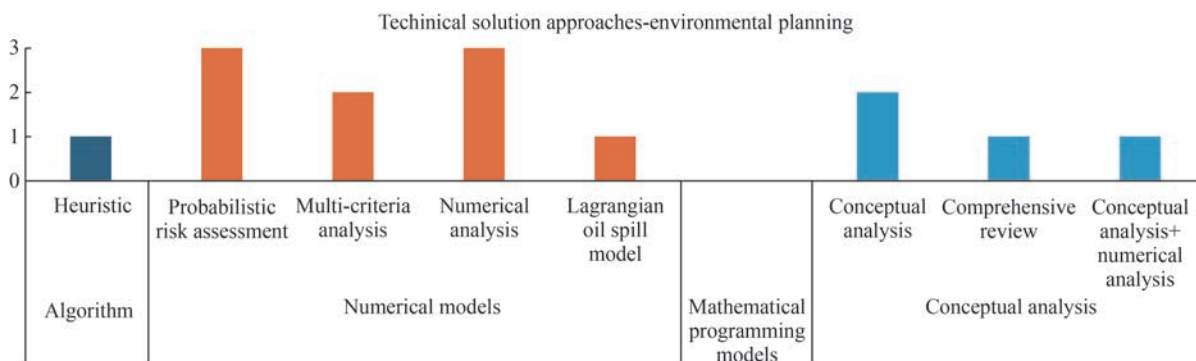 Techinical solution approaches-environmental planning
3
2
1
0
Heuristic
Probabilistic
risk assessment
Multi-criteria
analysis
Numerical
analysis
Lagrangian
oil spill
model
Conceptual
analysis
Comprehensive
review
Conceptual
analysis+
numerical
analysis
Algorithm
Numerical models
Mathematical
programming
models
Conceptual analysis